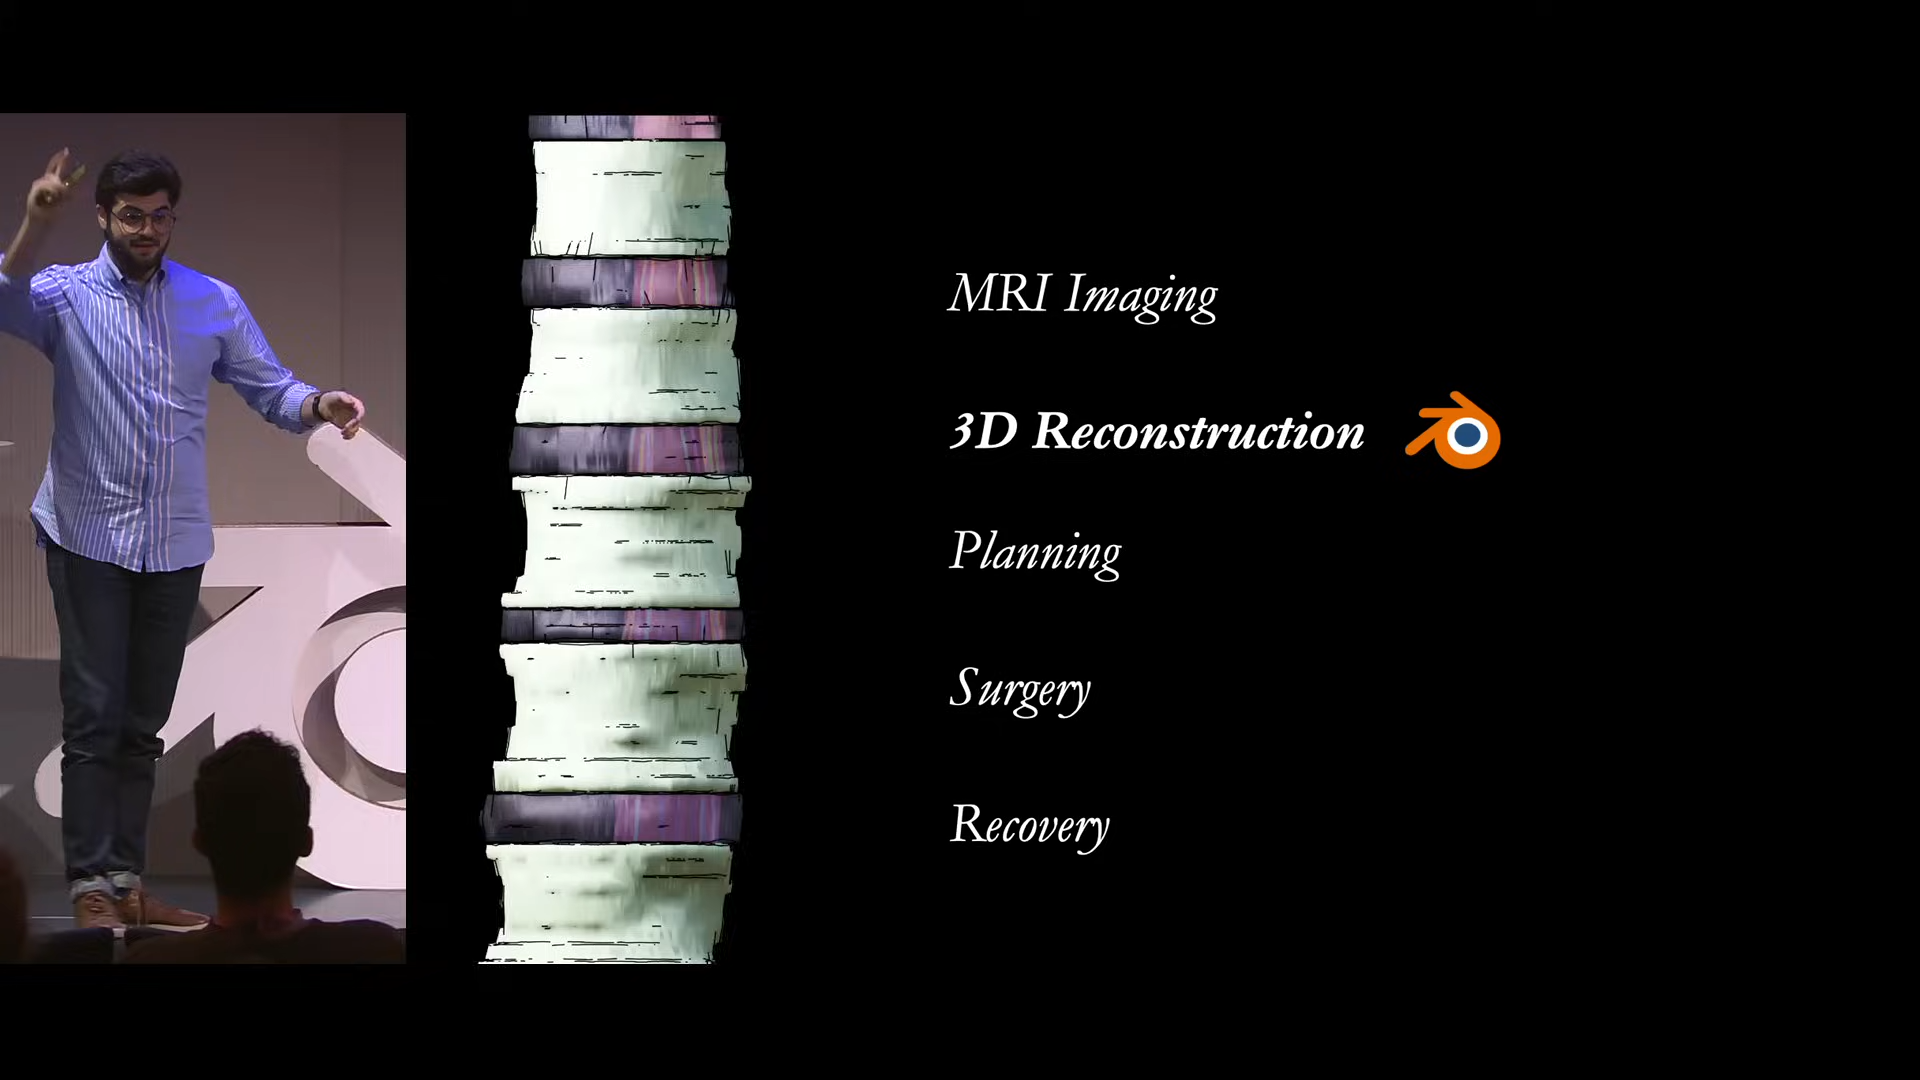 MRI Imaging
3D Reconstruction
Planning
Surgery
Recovery